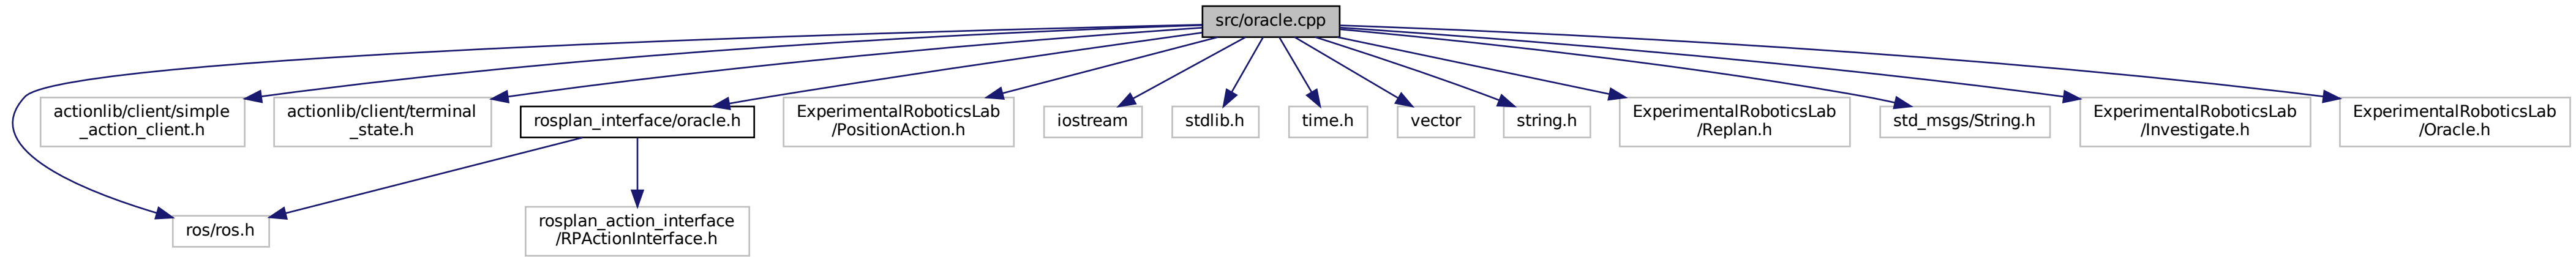 src/oracle.cpp
actionlib/client/simple
_action_client.h
actionlib/client/terminal
_state.h
rosplan_interface/oracle.h
ExperimentalRoboticsLab
/PositionAction.h
iostream
stdlib.h
time.h
vector
string.h
ExperimentalRoboticsLab
/Replan.h
std_msgs/String.h
ExperimentalRoboticsLab
/Investigate.h
ExperimentalRoboticsLab
/Oracle.h
ros/ros.h
rosplan_action_interface
/RPActionInterface.h